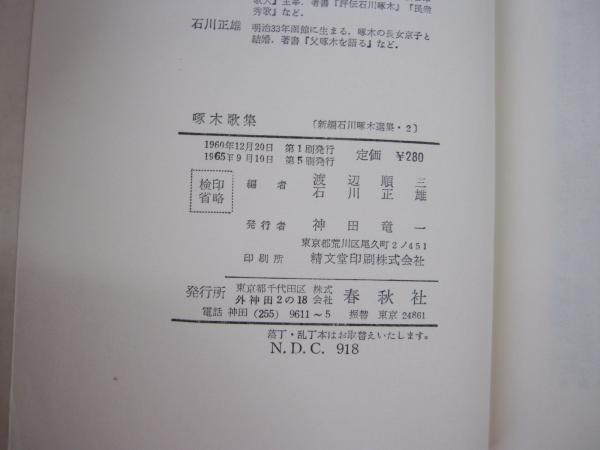 歌人』主宰．著書『評伝石川啄木』『民衆
秀歌』など．
石川正雄 明治33年函館に生まる．啄木の長女京子と
結婚．著書『父啄木を語る』など．
啄木歌集 〔新編石川啄木選集・2〕
1960年12月20日 第1刷発行 定価 ¥280
1965年9月10日 第5刷発行
検印省略
編者 渡辺順三
石川正雄
発行者 神田竜一
東京都荒川区尾久町2ノ451
印刷所 精文堂印刷株式会社
発行所 東京都千代田区外神田2の18 株式会社 春秋社
電話 神田 (255) 9611～5 振替 東京 24861
落丁・乱丁本はお取替えいたします。
N.D.C. 918